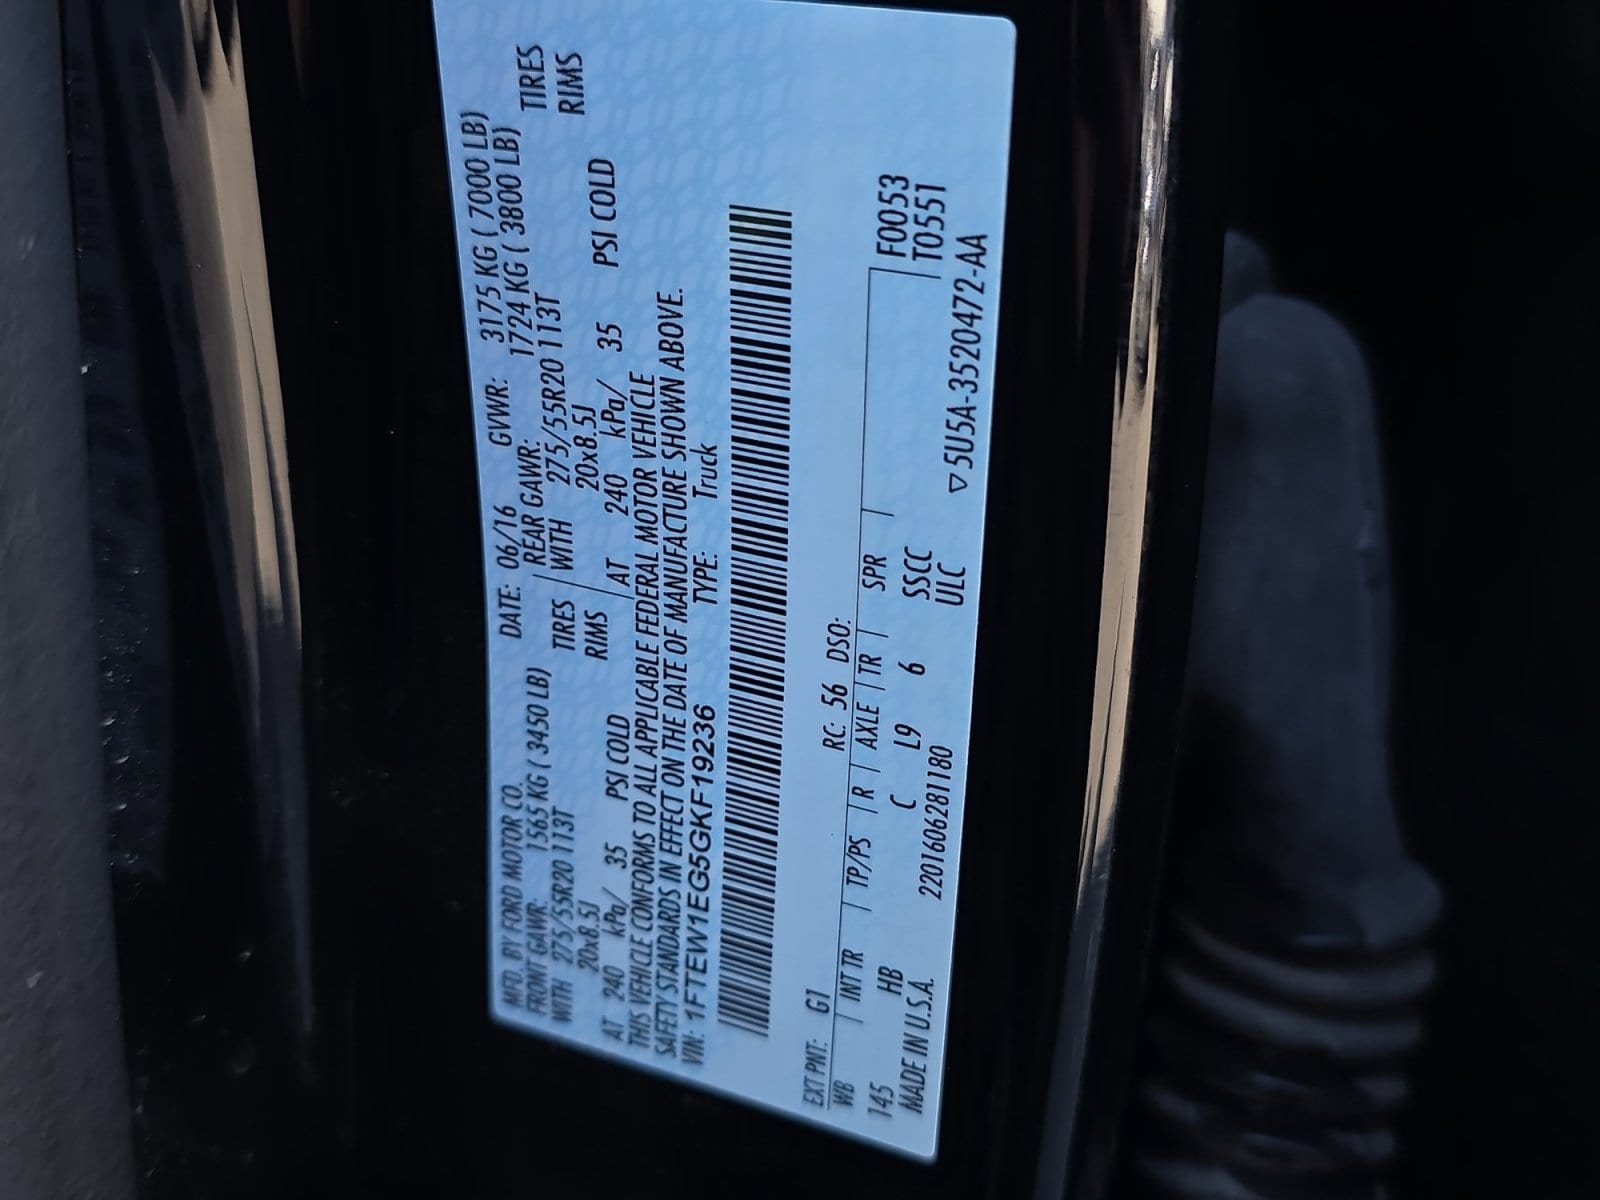 MFD. BY FORD MOTOR CO. DATE: 06/16 GVWR: 3175 KG ( 7000 LB)
FRONT GAWR: 1565 KG ( 3450 LB) REAR GAWR: 1724 KG ( 3800 LB)
WITH 275/55R20 113T TIRES WITH 275/55R20 113T TIRES
20x8.5J RIMS 20x8.5J RIMS
AT 240 kPa/ 35 PSI COLD AT 240 kPa/ 35 PSI COLD
THIS VEHICLE CONFORMS TO ALL APPLICABLE FEDERAL MOTOR VEHICLE
SAFETY STANDARDS IN EFFECT ON THE DATE OF MANUFACTURE SHOWN ABOVE.
VIN: 1FTEW1EG5GKF19236 TYPE: Truck
EXT PNT: G1 RC: 56 DSO:
WB INT TR TP/PS R AXLE TR SPR F0053
145 HB C L9 6 SSCC T0551
MADE IN U.S.A. 2201606281180 ULC ▽5U5A-3520472-AA